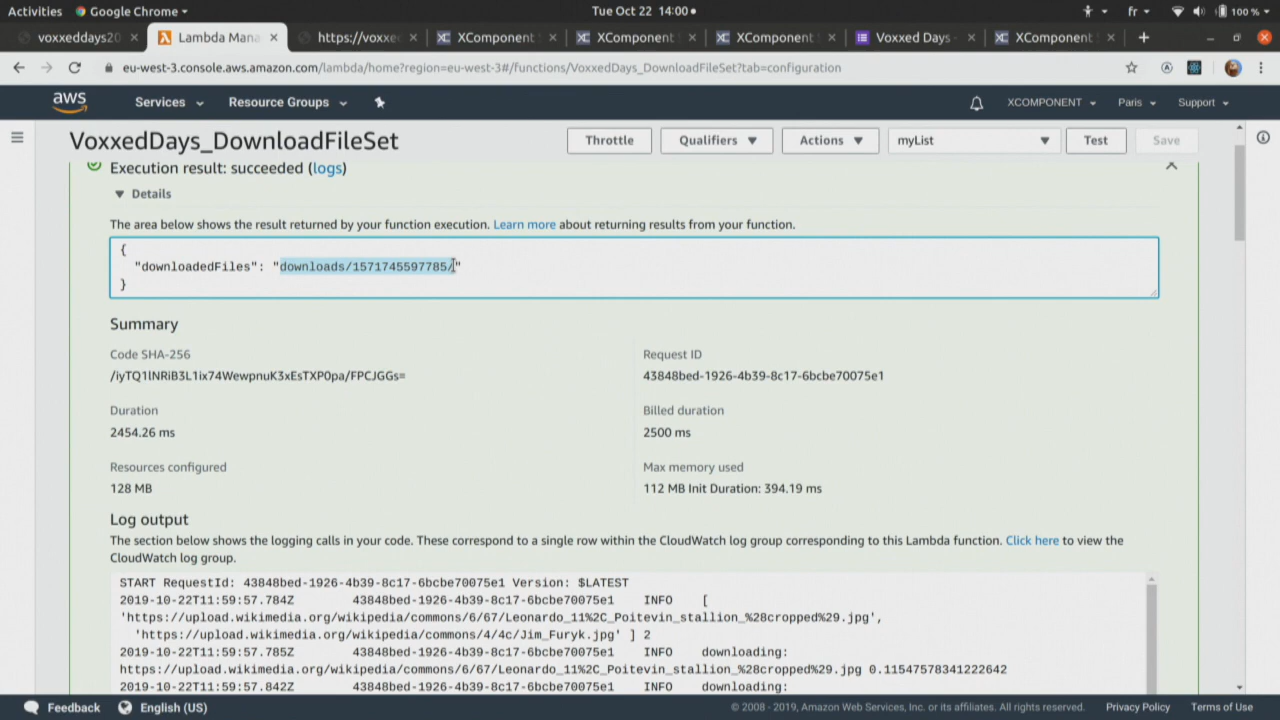 Activities Google Chrome Tue Oct 22 14:00 fr 100 %
voxxeddays20 Lambda Mana https://voxxe XComponent XComponent XComponent Voxxed Days - XComponent
eu-west-3.console.aws.amazon.com/lambda/home?region=eu-west-3#/functions/VoxxedDays_DownloadFileSet?tab=configuration
aws Services Resource Groups XCOMPONENT Paris Support
VoxxedDays_DownloadFileSet Throttle Qualifiers Actions myList Test Save
Execution result: succeeded (logs)
Details
The area below shows the result returned by your function execution. Learn more about returning results from your function.
{
"downloadedFiles": "downloads/1571745597785/"
}
Summary
Code SHA-256 Request ID
/iyTQ1lNRiB3L1ix74WewpnuK3xEsTXP0pa/FPCJGGs= 43848bed-1926-4b39-8c17-6bcbe70075e1
Duration Billed duration
2454.26 ms 2500 ms
Resources configured Max memory used
128 MB 112 MB Init Duration: 394.19 ms
Log output
The section below shows the logging calls in your code. These correspond to a single row within the CloudWatch log group corresponding to this Lambda function. Click here to view the
CloudWatch log group.
START RequestId: 43848bed-1926-4b39-8c17-6bcbe70075e1 Version: $LATEST
2019-10-22T11:59:57.784Z 43848bed-1926-4b39-8c17-6bcbe70075e1 INFO [
'https://upload.wikimedia.org/wikipedia/commons/6/67/Leonardo_11%2C_Poitevin_stallion_%28cropped%29.jpg',
'https://upload.wikimedia.org/wikipedia/commons/4/4c/Jim_Furyk.jpg' ] 2
2019-10-22T11:59:57.785Z 43848bed-1926-4b39-8c17-6bcbe70075e1 INFO downloading:
https://upload.wikimedia.org/wikipedia/commons/6/67/Leonardo_11%2C_Poitevin_stallion_%28cropped%29.jpg 0.11547578341222642
2019-10-22T11:59:57.842Z 43848bed-1926-4b39-8c17-6bcbe70075e1 INFO downloading:
Feedback English (US) © 2008 - 2019, Amazon Web Services, Inc. or its affiliates. All rights reserved. Privacy Policy Terms of Use